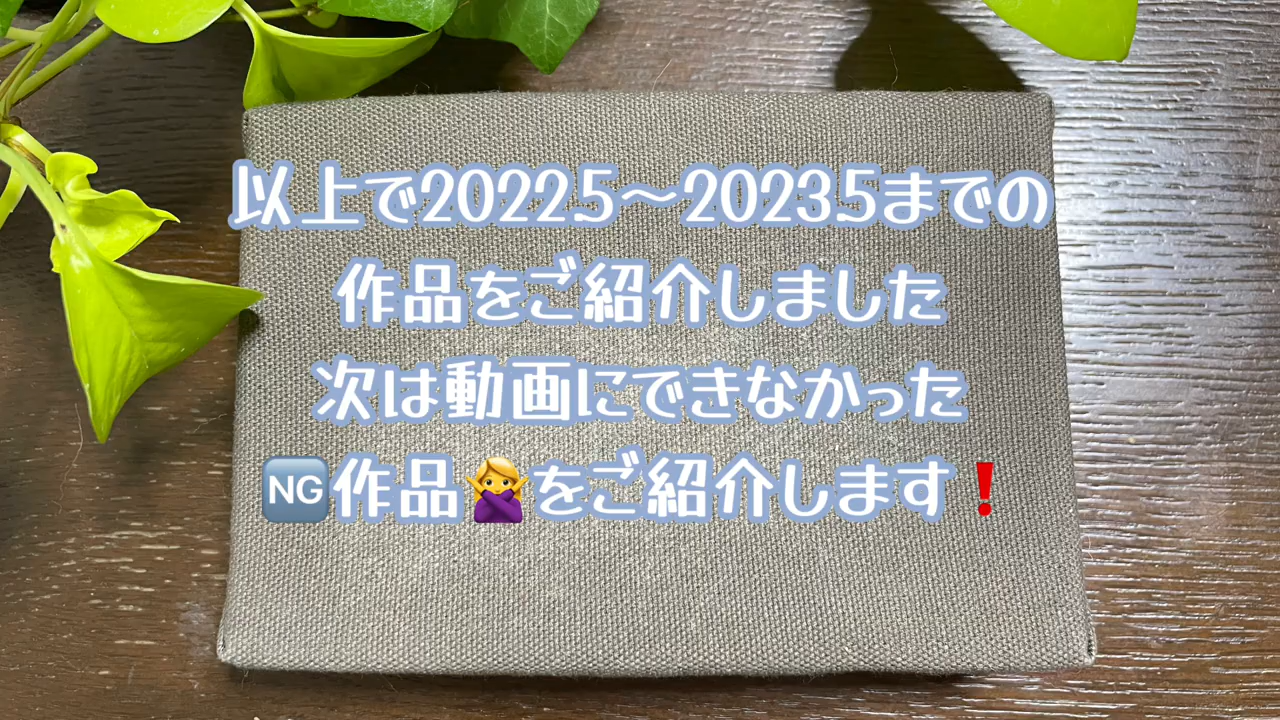 以上で2022.5〜2023.5までの
作品をご紹介しました
次は動画にできなかった
🆖作品🙅‍♀️をご紹介します❗